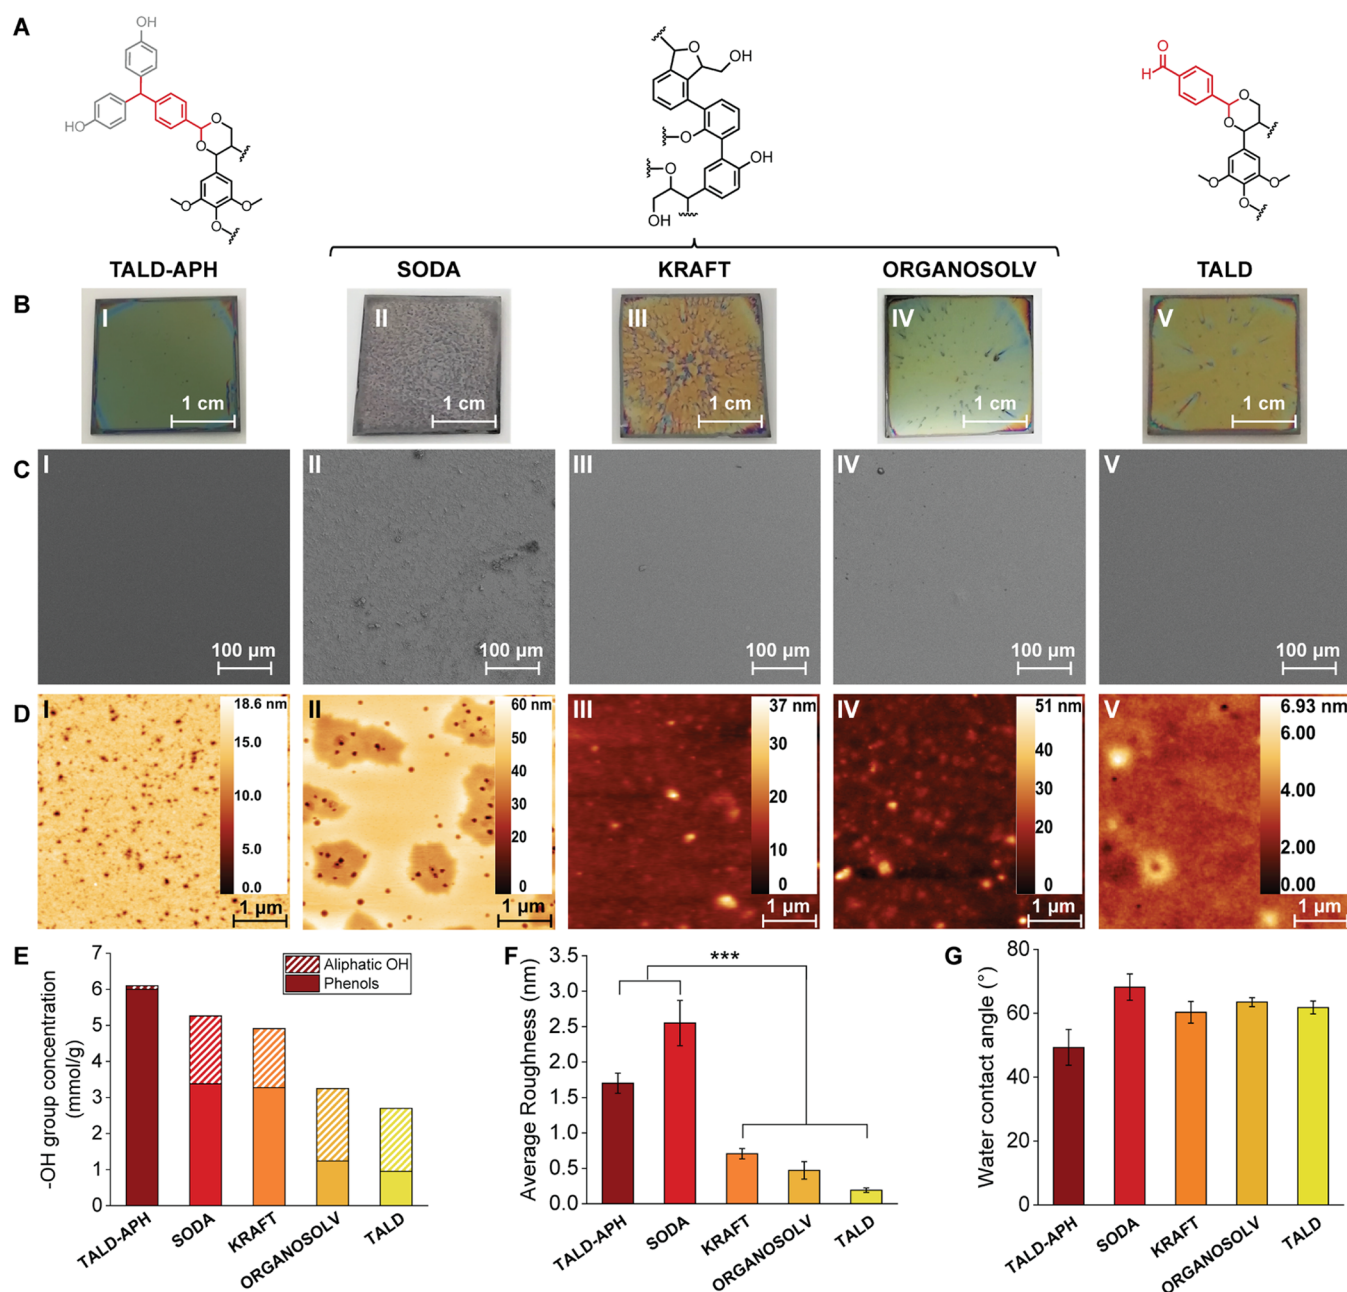 A
OH
HO
O
O
O
O
O
O
OH
O
OH
O
OH
O
H
O
O
O
O
O
TALD-APH SODA KRAFT ORGANOSOLV TALD
B
I II III IV V
1 cm 1 cm 1 cm 1 cm 1 cm
C
I II III IV V
100 µm 100 µm 100 µm 100 µm 100 µm
D
I II III IV V
18.6 nm
15.0
10.0
5.0
0.0
1 µm
60 nm
50
40
30
20
0
1 µm
37 nm
30
20
10
0
1 µm
51 nm
40
30
20
0
1 µm
6.93 nm
6.00
4.00
2.00
0.00
1 µm
E
-OH group concentration
(mmol/g)
7
6
5
4
3
2
1
0
Aliphatic OH
Phenols
TALD-APH
SODA
KRAFT
ORGANOSOLV
TALD
F
Average Roughness (nm)
3.5
3.0
2.5
2.0
1.5
1.0
0.5
0.0
***
TALD-APH
SODA
KRAFT
ORGANOSOLV
TALD
G
Water contact angle (°)
80
60
40
20
0
TALD-APH
SODA
KRAFT
ORGANOSOLV
TALD